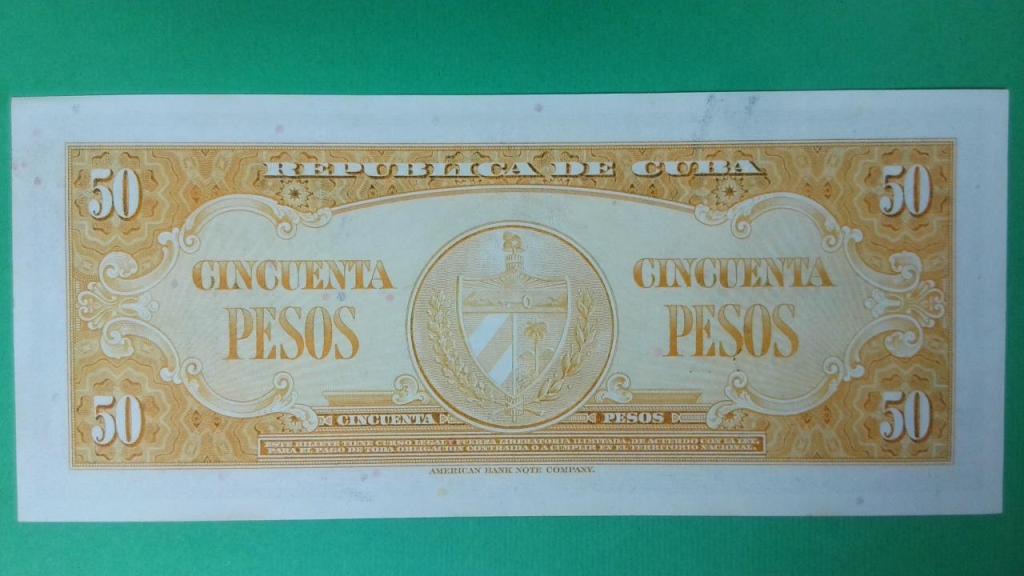 REPUBLICA DE CUBA
50 50
CINCUENTA PESOS
CINCUENTA PESOS
50 50
CINCUENTA PESOS
ESTE BILLETE TIENE CURSO LEGAL Y FUERZA LIBERATORIA ILIMITADA, DE ACUERDO CON LA LEY,
PARA EL PAGO DE TODA OBLIGACION CONTRAIDA O A CUMPLIR EN EL TERRITORIO NACIONAL.
AMERICAN BANK NOTE COMPANY.